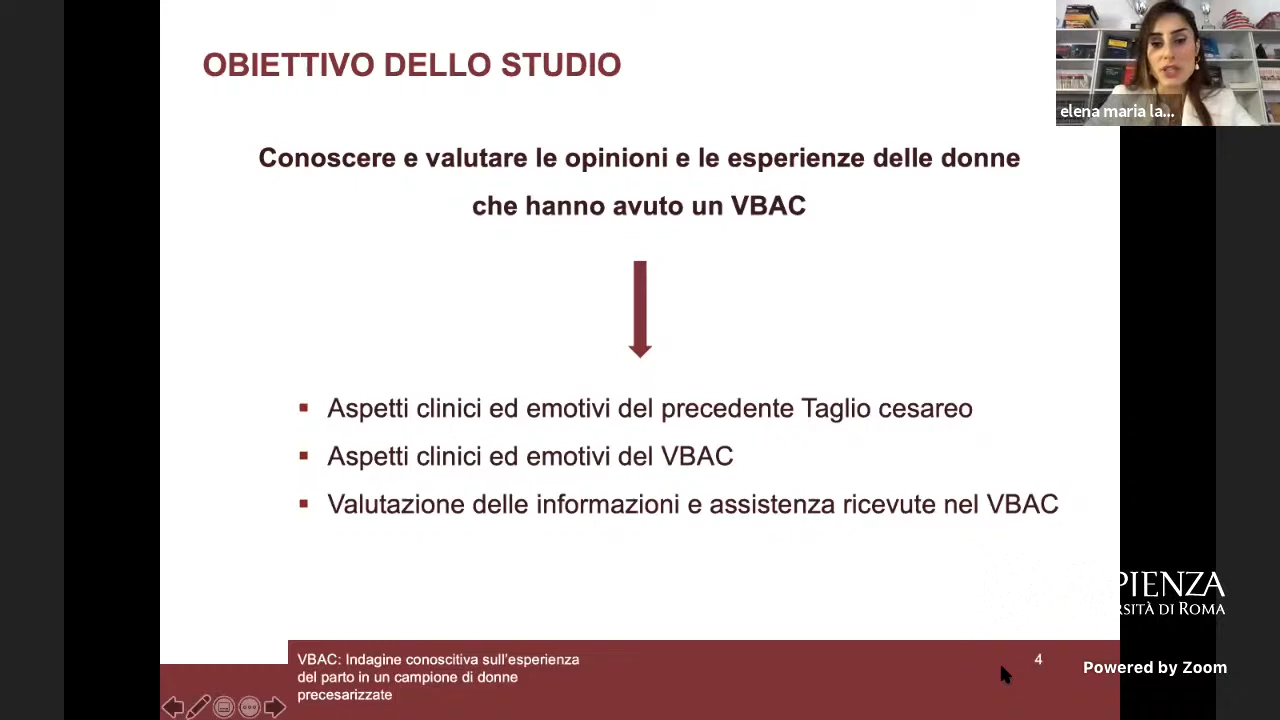 OBIETTIVO DELLO STUDIO
elena maria la...
Conoscere e valutare le opinioni e le esperienze delle donne
che hanno avuto un VBAC
▪ Aspetti clinici ed emotivi del precedente Taglio cesareo
▪ Aspetti clinici ed emotivi del VBAC
▪ Valutazione delle informazioni e assistenza ricevute nel VBAC
PIENZA
RSITÀ DI ROMA
VBAC: Indagine conoscitiva sull'esperienza
del parto in un campione di donne
precesarizzate
4
Powered by Zoom